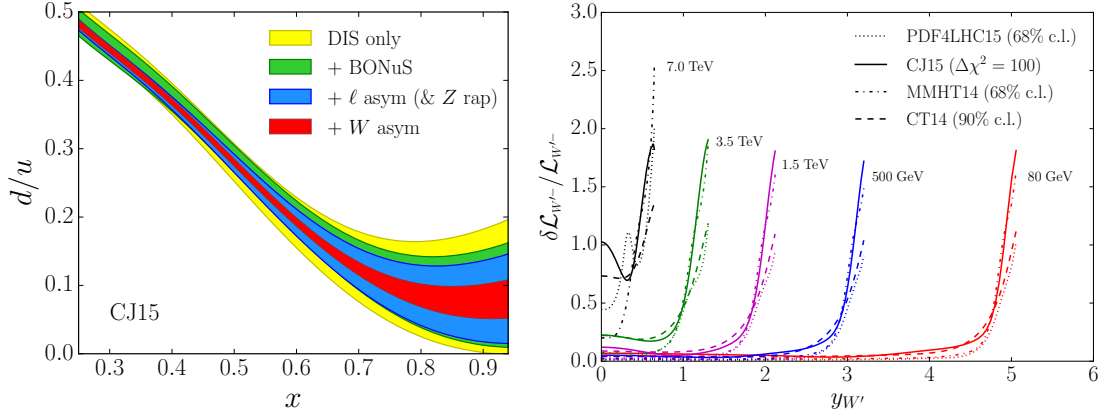 0.5
0.4
0.3
0.2
0.1
0.0
d/u
DIS only
+ BONuS
+ ℓ asym (& Z rap)
+ W asym
CJ15
0.3 0.4 0.5 0.6 0.7 0.8 0.9
x
3.0
2.5
2.0
1.5
1.0
0.5
0.0
δℒ_{W′⁻}/ℒ_{W′⁻}
PDF4LHC15 (68% c.l.)
CJ15 (Δχ² = 100)
MMHT14 (68% c.l.)
CT14 (90% c.l.)
7.0 TeV
3.5 TeV
1.5 TeV
500 GeV
80 GeV
0 1 2 3 4 5 6
y_{W′}